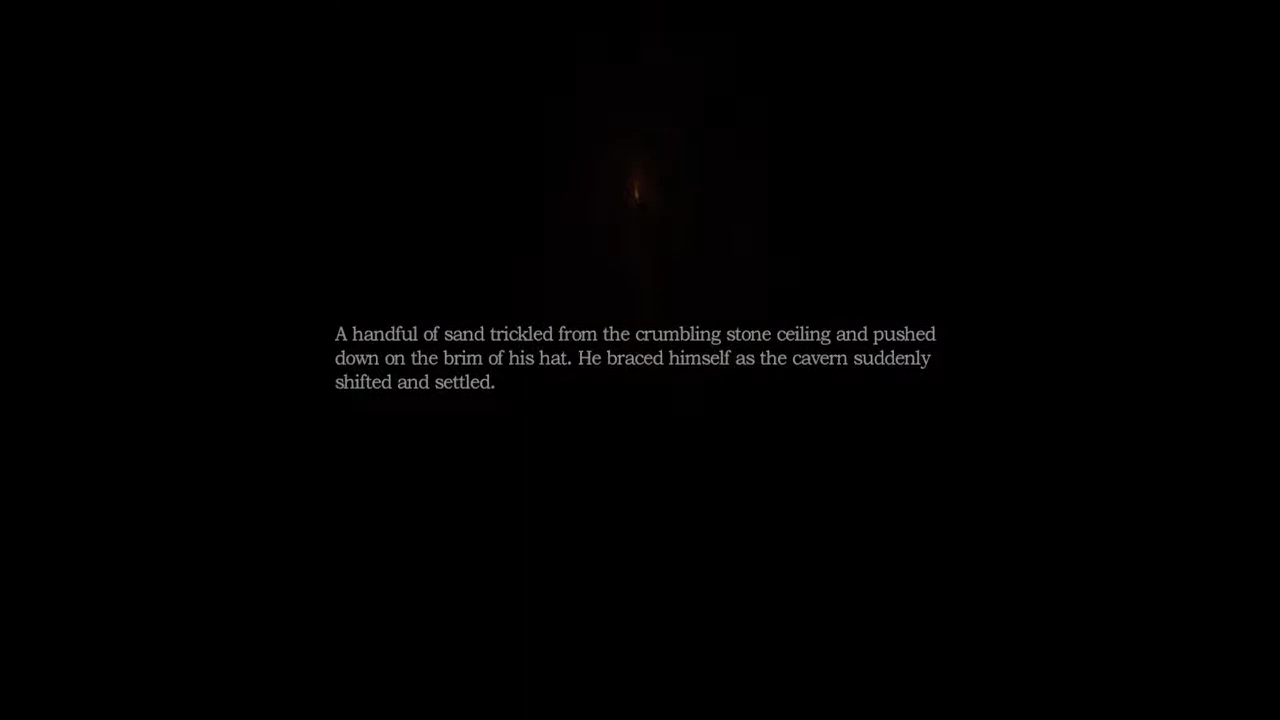 A handful of sand trickled from the crumbling stone ceiling and pushed
down on the brim of his hat. He braced himself as the cavern suddenly
shifted and settled.